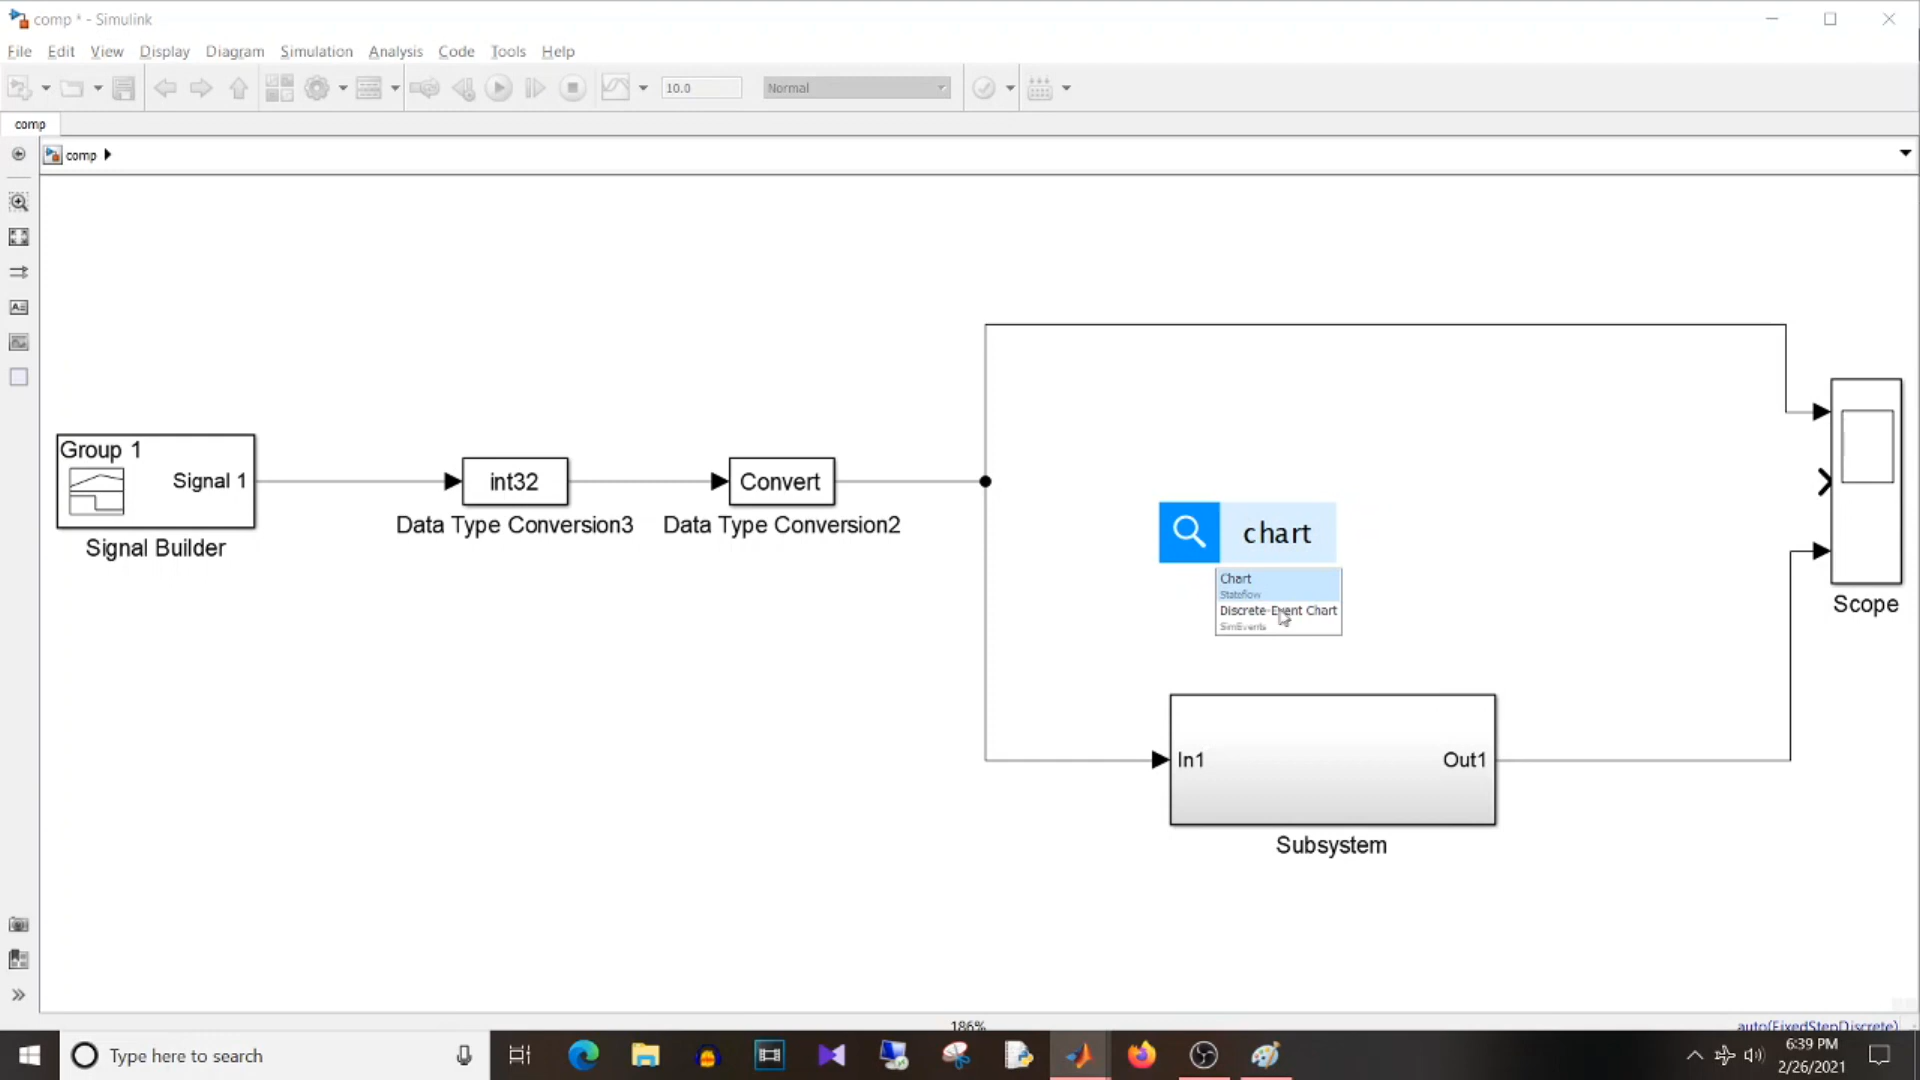 comp * - Simulink
File Edit View Display Diagram Simulation Analysis Code Tools Help
10.0 Normal
comp
comp
Group 1
Signal 1
Signal Builder
int32
Data Type Conversion3
Convert
Data Type Conversion2
chart
Chart
Stateflow
Discrete-Event Chart
SimEvents
Scope
In1 Out1
Subsystem
186% auto(FixedStepDiscrete)
Type here to search
6:39 PM
2/26/2021